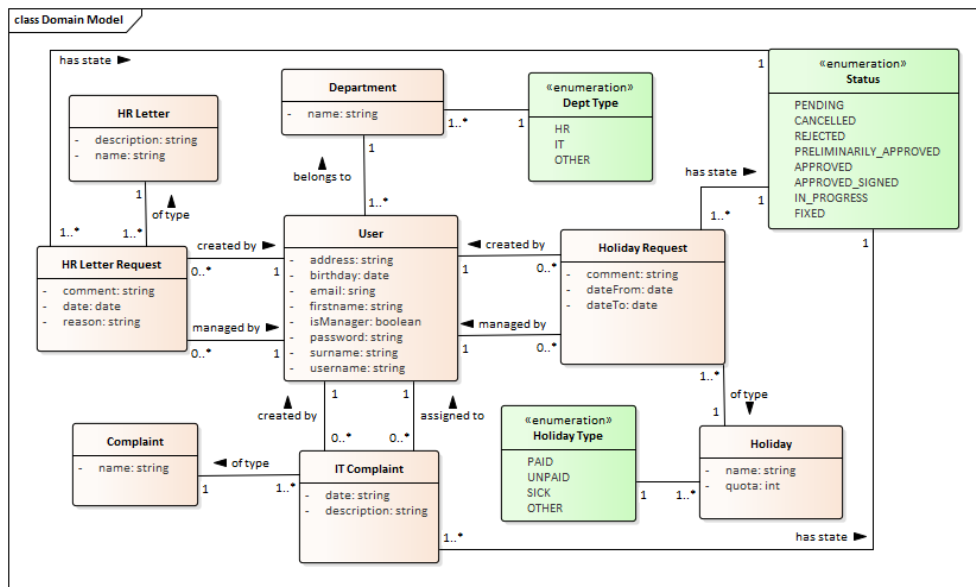 class Domain Model
has state ►
1
«enumeration»
Status
PENDING
CANCELLED
REJECTED
PRELIMINARILY_APPROVED
APPROVED
APPROVED_SIGNED
IN_PROGRESS
FIXED
Department
- name: string
1..*
1
«enumeration»
Dept Type
HR
IT
OTHER
HR Letter
- description: string
- name: string
1
belongs to
▲
1
1..*
has state ►
1
1..*
of type
▲
1..*
1..*
HR Letter Request
- comment: string
- date: date
- reason: string
created by ►
0..*
1
managed by ►
0..*
1
User
- address: string
- birthday: date
- email: sring
- firstname: string
- isManager: boolean
- password: string
- surname: string
- username: string
◄ created by
1
0..*
◄ managed by
1
0..*
Holiday Request
- comment: string
- dateFrom: date
- dateTo: date
1
1..*
of type
▼
1
1
1
created by
▲
assigned to
▲
0..*
0..*
Complaint
- name: string
◄ of type
1
1..*
IT Complaint
- date: string
- description: string
«enumeration»
Holiday Type
PAID
UNPAID
SICK
OTHER
1
1..*
Holiday
- name: string
- quota: int
1..*
has state ►